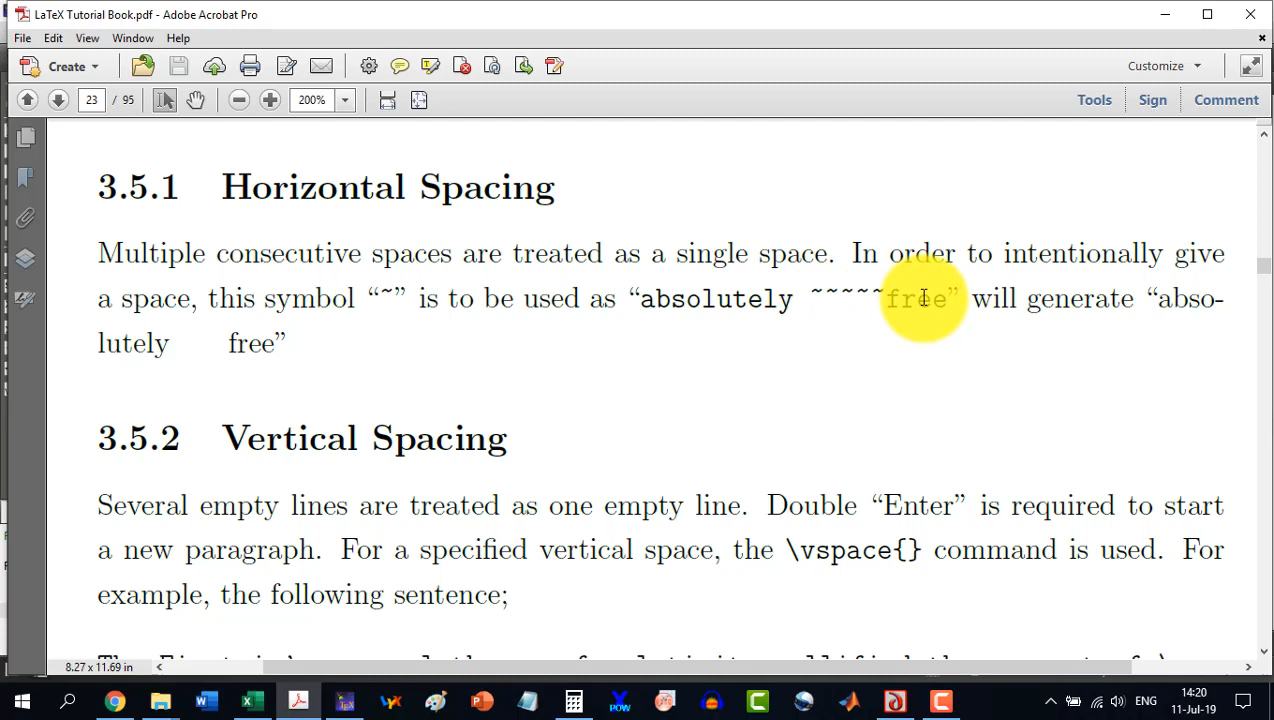 LaTeX Tutorial Book.pdf - Adobe Acrobat Pro
File Edit View Window Help
Create
Customize
23 / 95
200%
Tools Sign Comment
3.5.1 Horizontal Spacing
Multiple consecutive spaces are treated as a single space. In order to intentionally give
a space, this symbol “~” is to be used as “absolutely ~~~~~free” will generate “abso-
lutely free”
3.5.2 Vertical Spacing
Several empty lines are treated as one empty line. Double “Enter” is required to start
a new paragraph. For a specified vertical space, the \vspace{} command is used. For
example, the following sentence;
8.27 x 11.69 in
POW
ENG
14:20
11-Jul-19